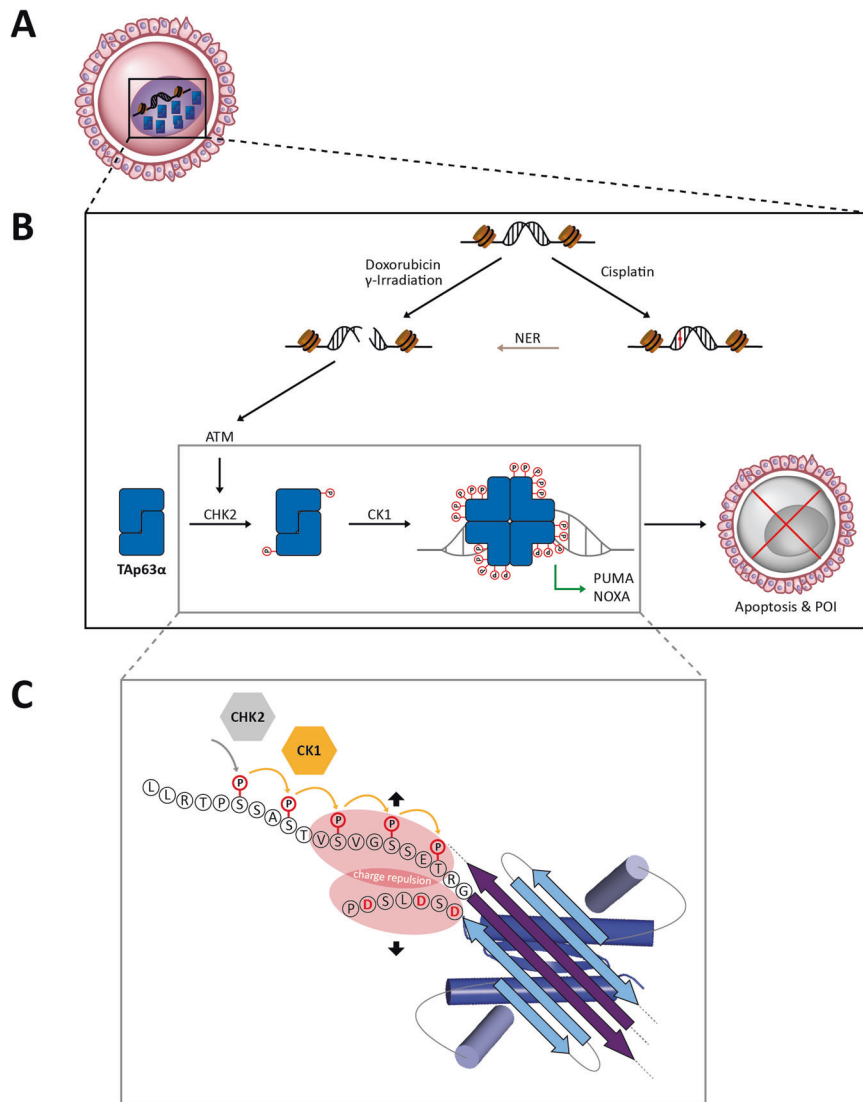 A
B
Doxorubicin
γ-Irradiation
Cisplatin
NER
ATM
CHK2
CK1
P
P
P P P P P P P P P P P P P P P P P P P P
TAp63α
PUMA
NOXA
Apoptosis & POI
C
CHK2
CK1
P P P P P
L L R T P S S A S T V S V G S S E T R G
charge repulsion
P D S L D S D